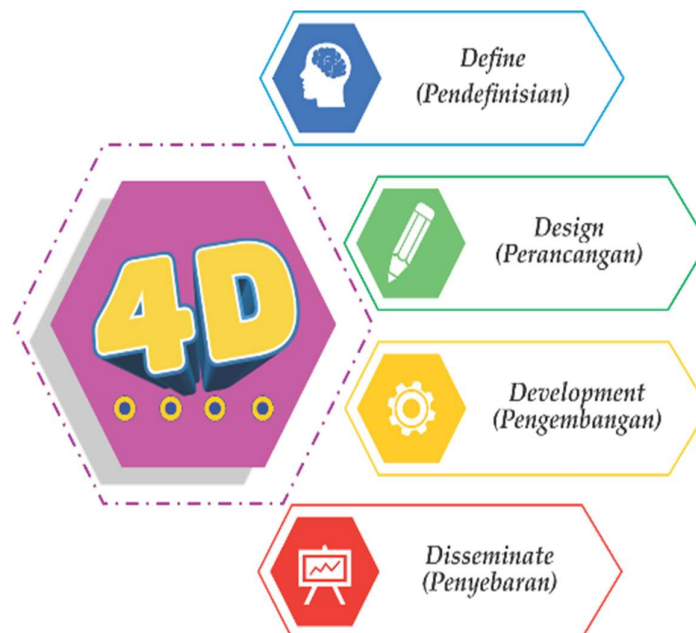 4D
Define
(Pendefinisian)
Design
(Perancangan)
Development
(Pengembangan)
Disseminate
(Penyebaran)